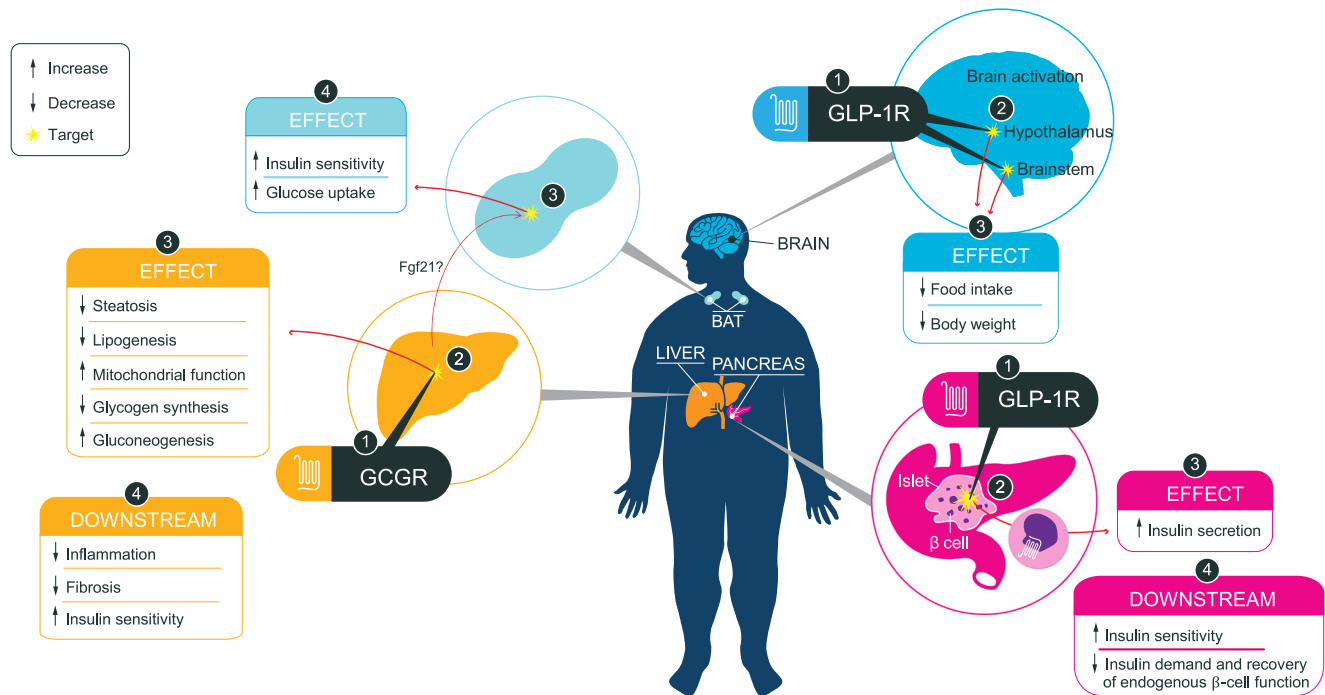 ↑ Increase
↓ Decrease
Target
4
EFFECT
↑ Insulin sensitivity
↑ Glucose uptake
3
Fgf21?
3
EFFECT
↓ Steatosis
↓ Lipogenesis
↑ Mitochondrial function
↓ Glycogen synthesis
↑ Gluconeogenesis
2
1
GCGR
4
DOWNSTREAM
↓ Inflammation
↓ Fibrosis
↑ Insulin sensitivity
BRAIN
BAT
LIVER
PANCREAS
1
GLP-1R
Brain activation
2
Hypothalamus
Brainstem
3
EFFECT
↓ Food intake
↓ Body weight
1
GLP-1R
Islet
2
β cell
3
EFFECT
↑ Insulin secretion
4
DOWNSTREAM
↑ Insulin sensitivity
↓ Insulin demand and recovery
of endogenous β-cell function